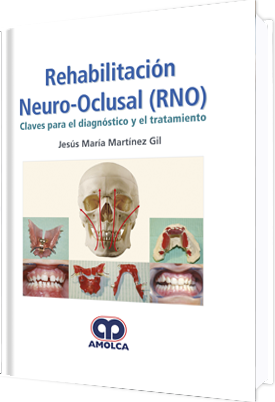 Rehabilitación
Neuro-Oclusal (RNO)
Claves para el diagnóstico y el tratamiento
Jesús María Martínez Gil
AMOLCA